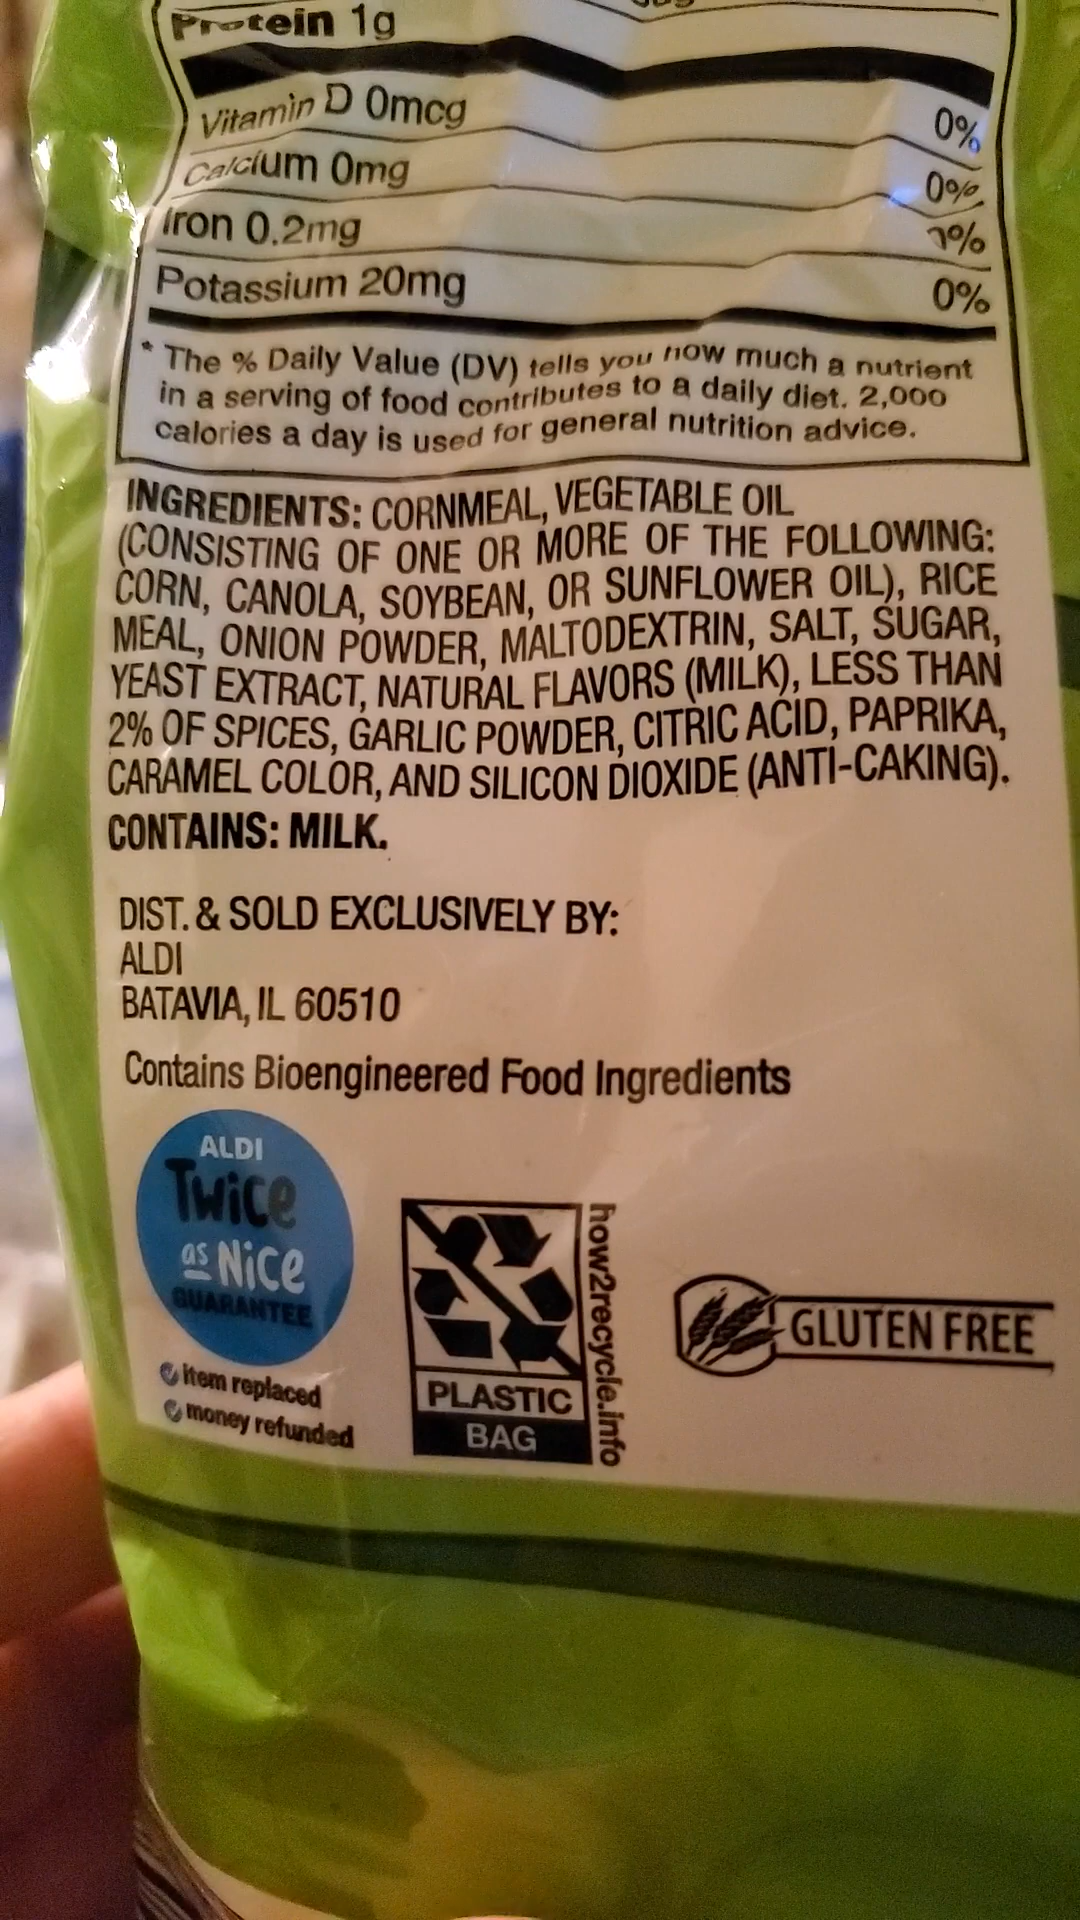 Protein 1g
Vitamin D 0mcg 0%
Calcium 0mg 0%
Iron 0.2mg 1%
Potassium 20mg 0%
* The % Daily Value (DV) tells you how much a nutrient
in a serving of food contributes to a daily diet. 2,000
calories a day is used for general nutrition advice.
INGREDIENTS: CORNMEAL, VEGETABLE OIL
(CONSISTING OF ONE OR MORE OF THE FOLLOWING:
CORN, CANOLA, SOYBEAN, OR SUNFLOWER OIL), RICE
MEAL, ONION POWDER, MALTODEXTRIN, SALT, SUGAR,
YEAST EXTRACT, NATURAL FLAVORS (MILK), LESS THAN
2% OF SPICES, GARLIC POWDER, CITRIC ACID, PAPRIKA,
CARAMEL COLOR, AND SILICON DIOXIDE (ANTI-CAKING).
CONTAINS: MILK.
DIST. & SOLD EXCLUSIVELY BY:
ALDI
BATAVIA, IL 60510
Contains Bioengineered Food Ingredients
ALDI
Twice
as Nice
GUARANTEE
item replaced
money refunded
PLASTIC
BAG
how2recycle.info
GLUTEN FREE